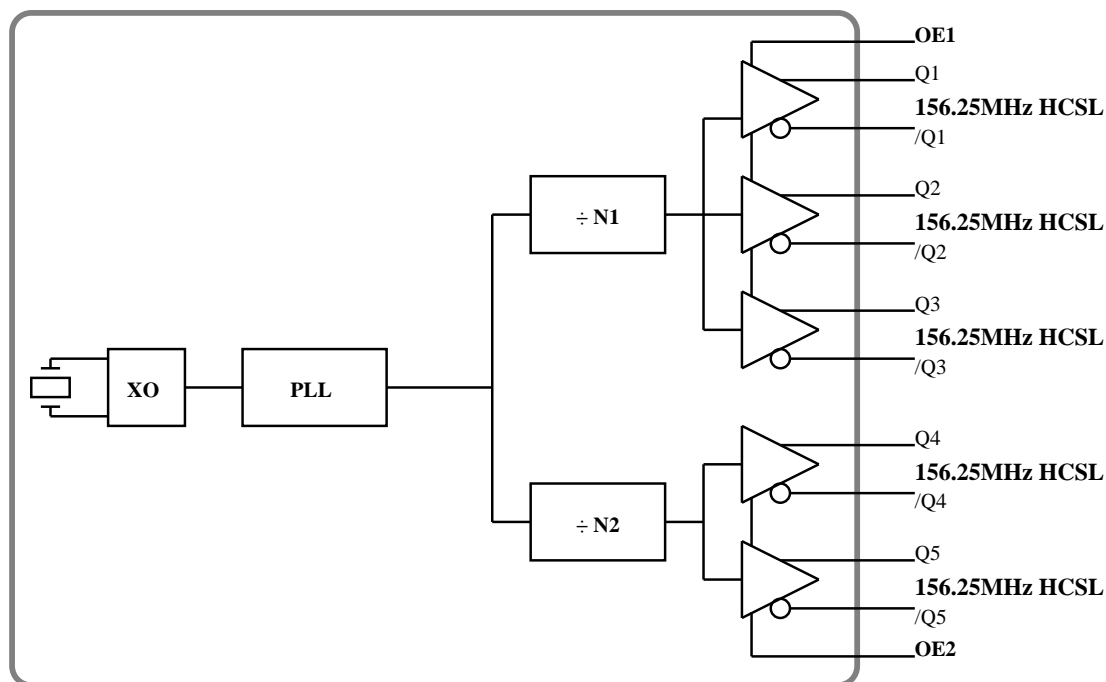 OE1
Q1
156.25MHz HCSL
/Q1
Q2
÷ N1
156.25MHz HCSL
/Q2
Q3
156.25MHz HCSL
/Q3
XO
PLL
Q4
156.25MHz HCSL
/Q4
÷ N2
Q5
156.25MHz HCSL
/Q5
OE2